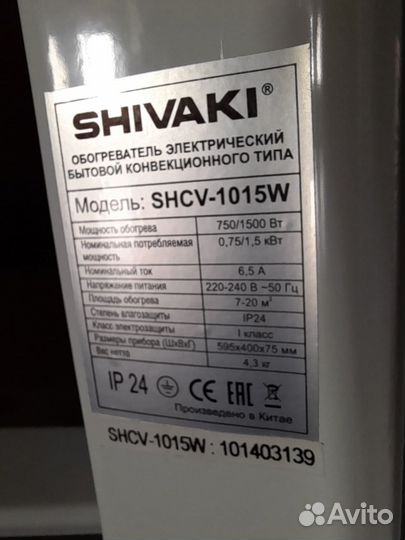 SHIVAKI®
ОБОГРЕВАТЕЛЬ ЭЛЕКТРИЧЕСКИЙ
БЫТОВОЙ КОНВЕКЦИОННОГО ТИПА
Модель: SHCV-1015W
Мощность обогрева 750/1500 Вт
Номинальная потребляемая мощность 0,75/1,5 кВт
Номинальный ток 6,5 А
Напряжение питания 220-240 В ~50 Гц
Площадь обогрева 7-20 м²
Степень влагозащиты IP24
Класс электрозащиты I класс
Размеры прибора (ШхВхГ) 595х400х75 мм
Вес нетто 4,3 кг
IP 24 CE EAC
Произведено в Китае
SHCV-1015W : 101403139
Avito